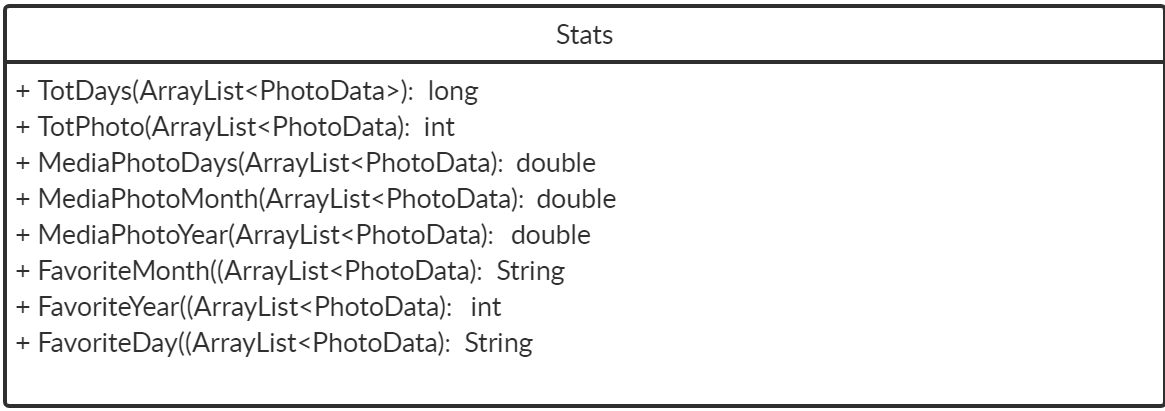 Stats
+ TotDays(ArrayList<PhotoData>): long
+ TotPhoto(ArrayList<PhotoData): int
+ MediaPhotoDays(ArrayList<PhotoData): double
+ MediaPhotoMonth(ArrayList<PhotoData): double
+ MediaPhotoYear(ArrayList<PhotoData): double
+ FavoriteMonth((ArrayList<PhotoData): String
+ FavoriteYear((ArrayList<PhotoData): int
+ FavoriteDay((ArrayList<PhotoData): String